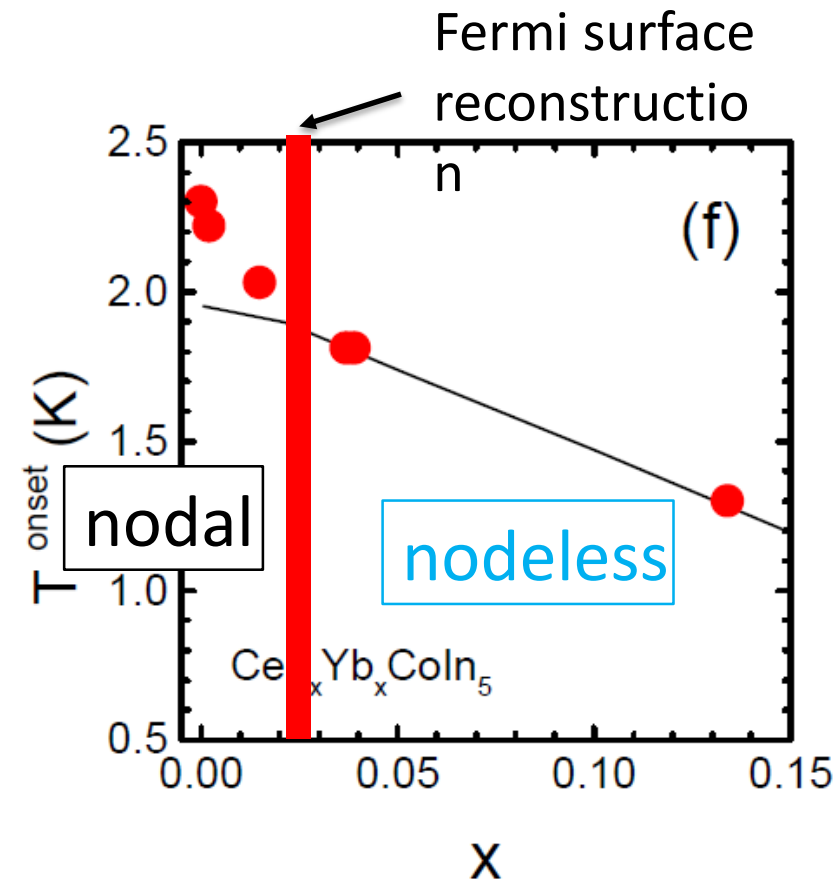 Fermi surface
reconstructio
n
(f)
2.5
2.0
1.5
1.0
0.5
T onset (K)
nodal
nodeless
Ce xYbxCoIn5
0.00
0.05
0.10
0.15
x